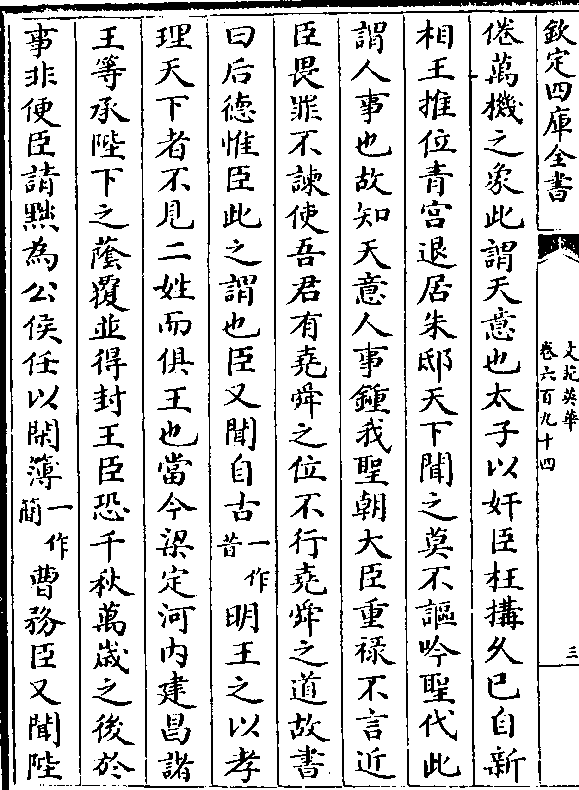 欽定四庫全書
文苑英華
卷六百九十四
三
倦萬機之象此謂天意也太子以奸臣枉搆久已自新
相王推位青宫退居朱邸天下聞之莫不謳吟聖代此
謂人事也故知天意人事鍾我聖朝大臣重禄不言近
臣畏罪不諫使吾君有堯舜之位不行堯舜之道故書
曰后德惟臣此之謂也臣又聞自古一作昔明王之以孝
理天下者不見二姓而俱王也當今梁定河内建昌諸
王等承陛下之䕃覆並得封王臣恐千秋萬歲之後於
事非便臣請黜為公侯任以閑簿一作簡曹務臣又聞陛